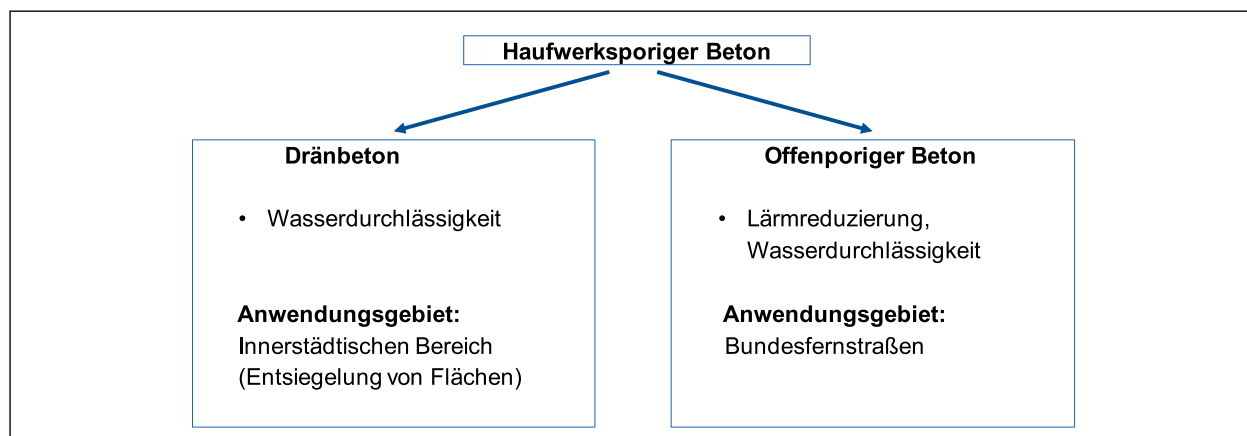 Haufwerksporiger Beton
Dränbeton
• Wasserdurchlässigkeit
Anwendungsgebiet:
Innerstädtischen Bereich
(Entsiegelung von Flächen)
Offenporiger Beton
• Lärmreduzierung,
Wasserdurchlässigkeit
Anwendungsgebiet:
Bundesfernstraßen